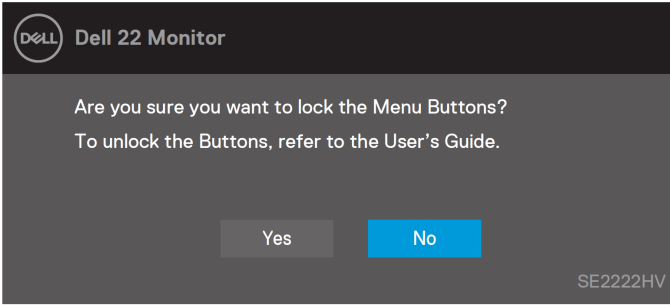 DELL Dell 22 Monitor
Are you sure you want to lock the Menu Buttons?
To unlock the Buttons, refer to the User’s Guide.
Yes No
SE2222HV